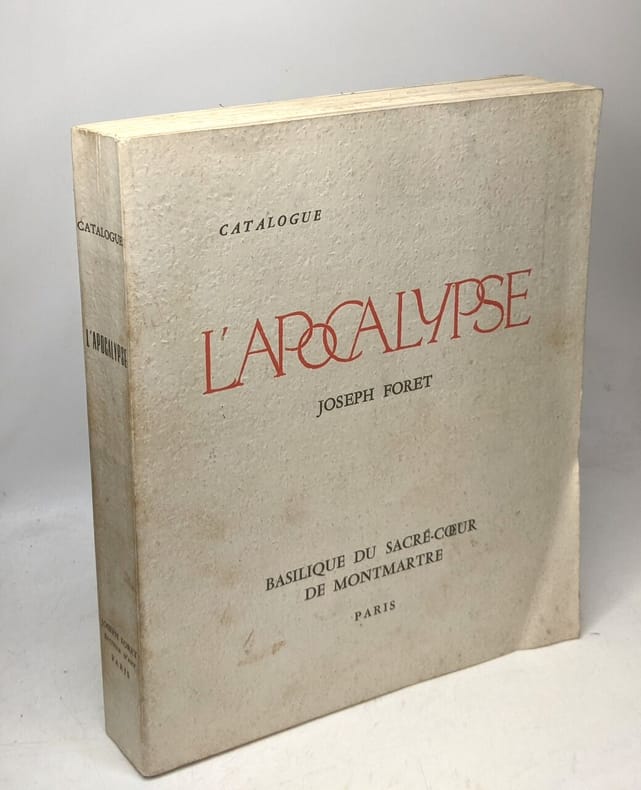 CATALOGUE
L'APOCALYPSE
JOSEPH FORET
BASILIQUE DU SACRÉ-CŒUR
DE MONTMARTRE
PARIS
CATALOGUE
L'APOCALYPSE
JOSEPH FORET
PARIS